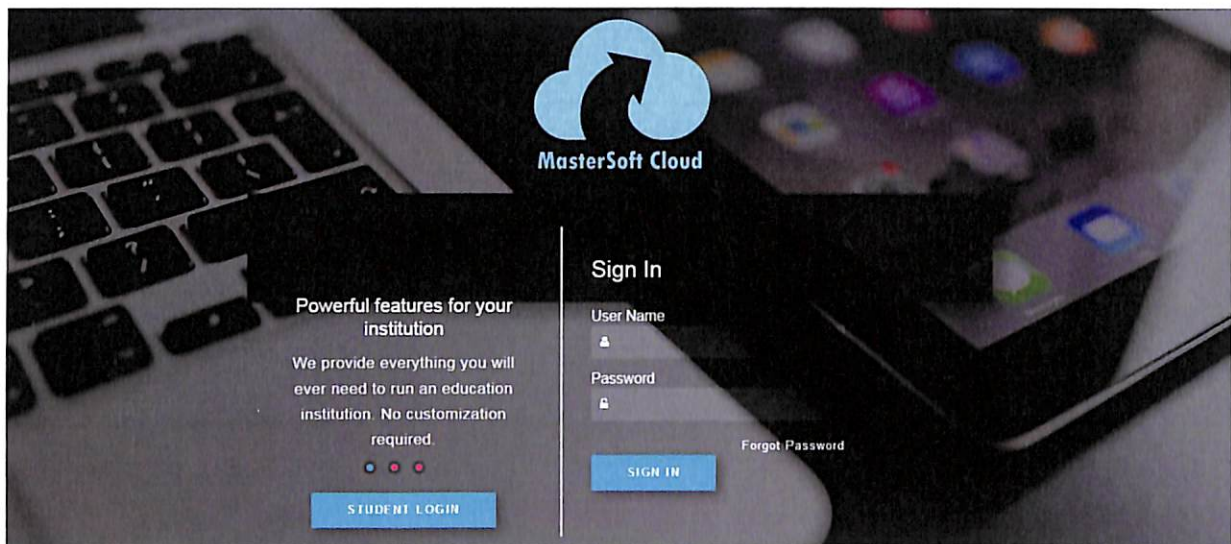 MasterSoft Cloud
Powerful features for your
institution
We provide everything you will
ever need to run an education
institution. No customization
required.
STUDENT LOGIN
Sign In
User Name
Password
Forgot Password
SIGN IN